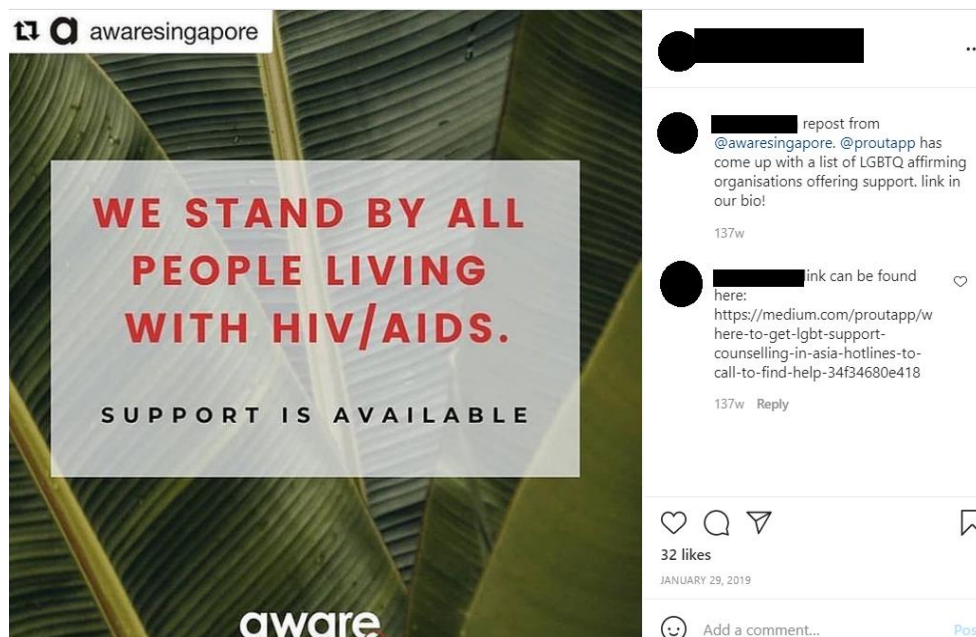 awaresingapore
WE STAND BY ALL
PEOPLE LIVING
WITH HIV/AIDS.
SUPPORT IS AVAILABLE
aware
repost from
@awaresingapore. @proutapp has
come up with a list of LGBTQ affirming
organisations offering support. link in
our bio!
137w
ink can be found
here:
https://medium.com/proutapp/w
here-to-get-lgbt-support-
counselling-in-asia-hotlines-to-
call-to-find-help-34f34680e418
137w Reply
32 likes
JANUARY 29, 2019
Add a comment...
Pos